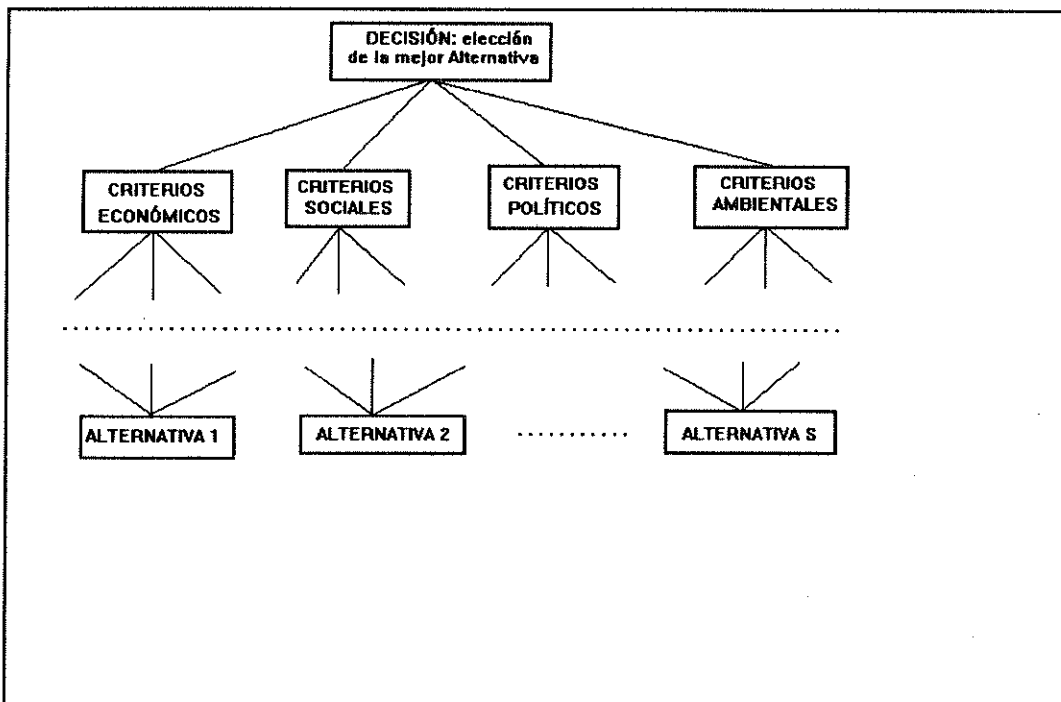 DECISIÓN: elección
de la mejor Alternativa
CRITERIOS
ECONÓMICOS
CRITERIOS
SOCIALES
CRITERIOS
POLÍTICOS
CRITERIOS
AMBIENTALES
ALTERNATIVA 1
ALTERNATIVA 2
ALTERNATIVA S